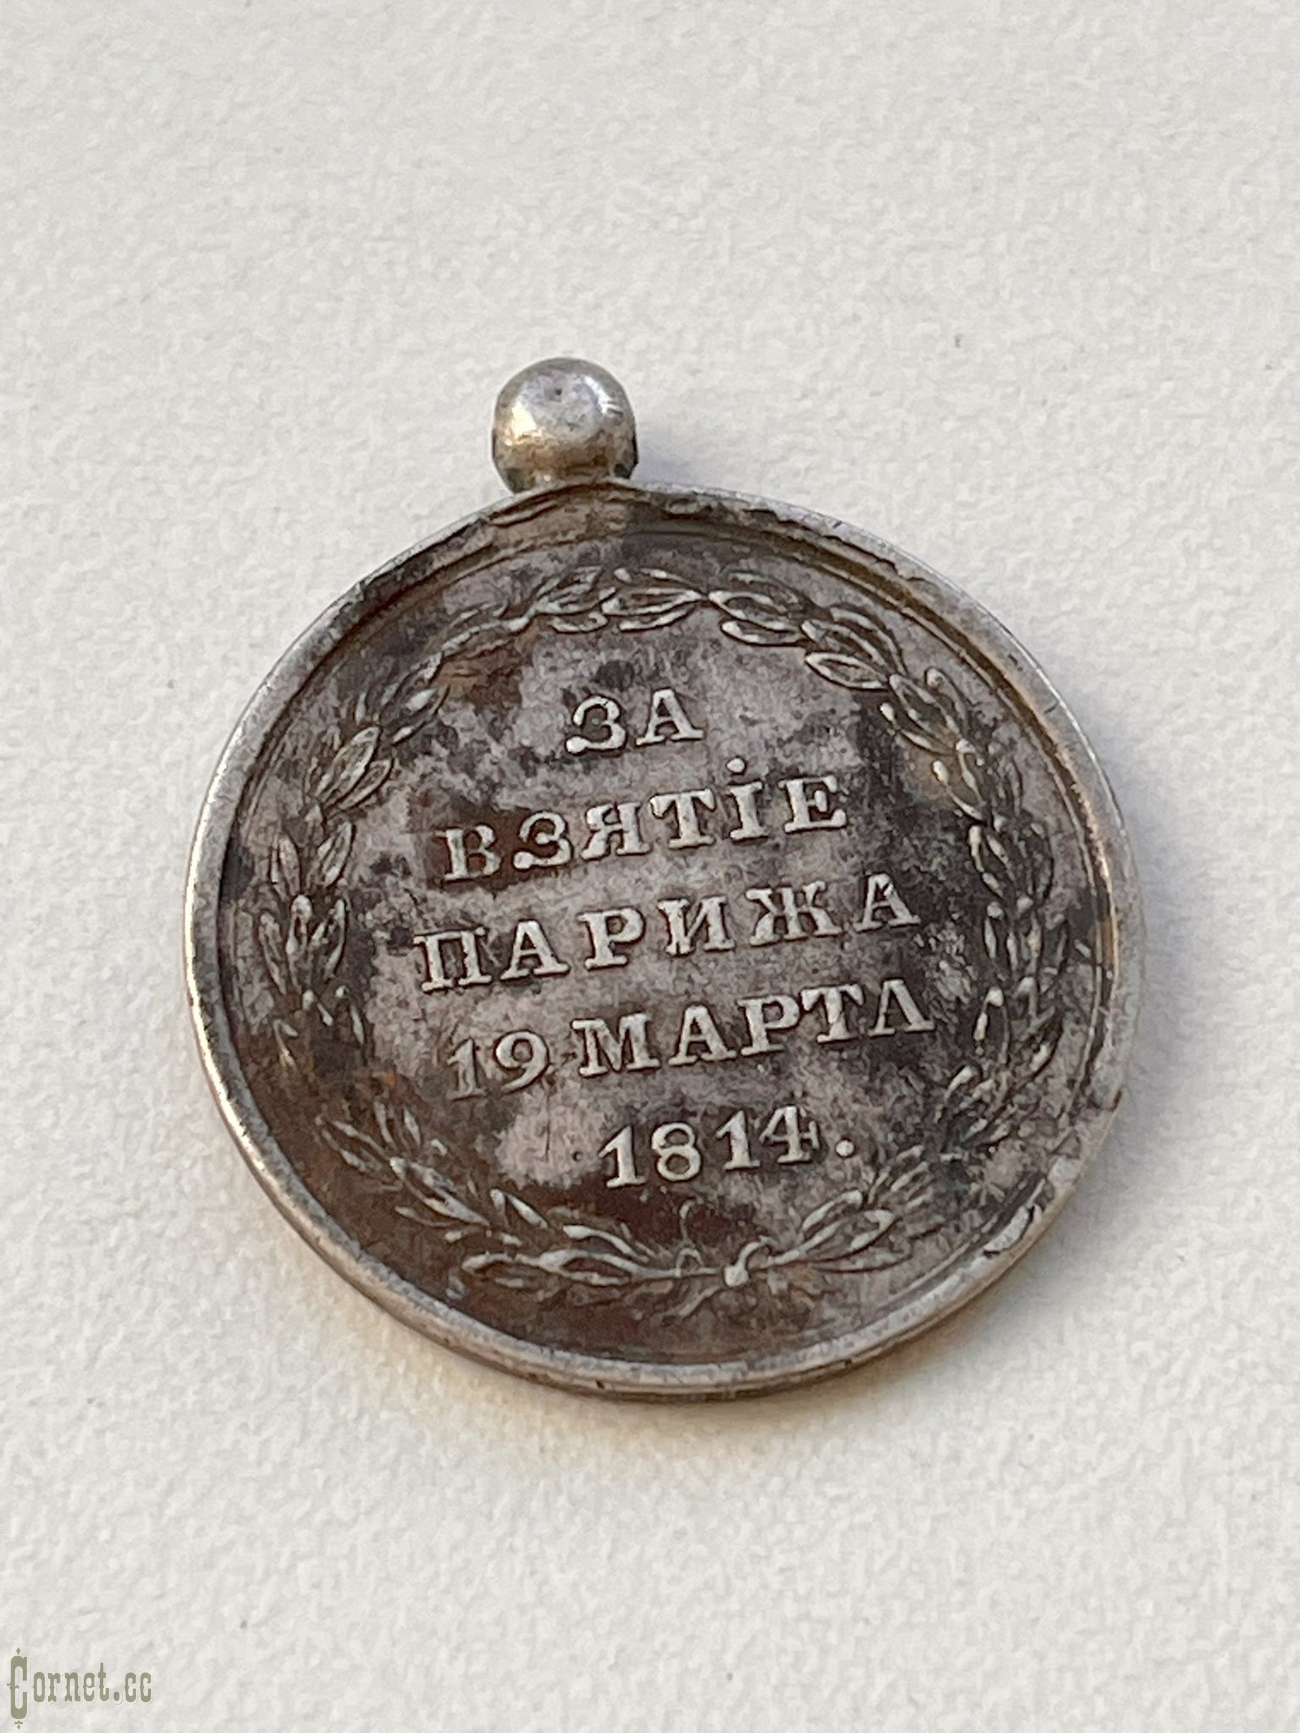 ЗА
ВЗЯТІЕ
ПАРИЖА
19 МАРТА
1814.
Cornet.cc